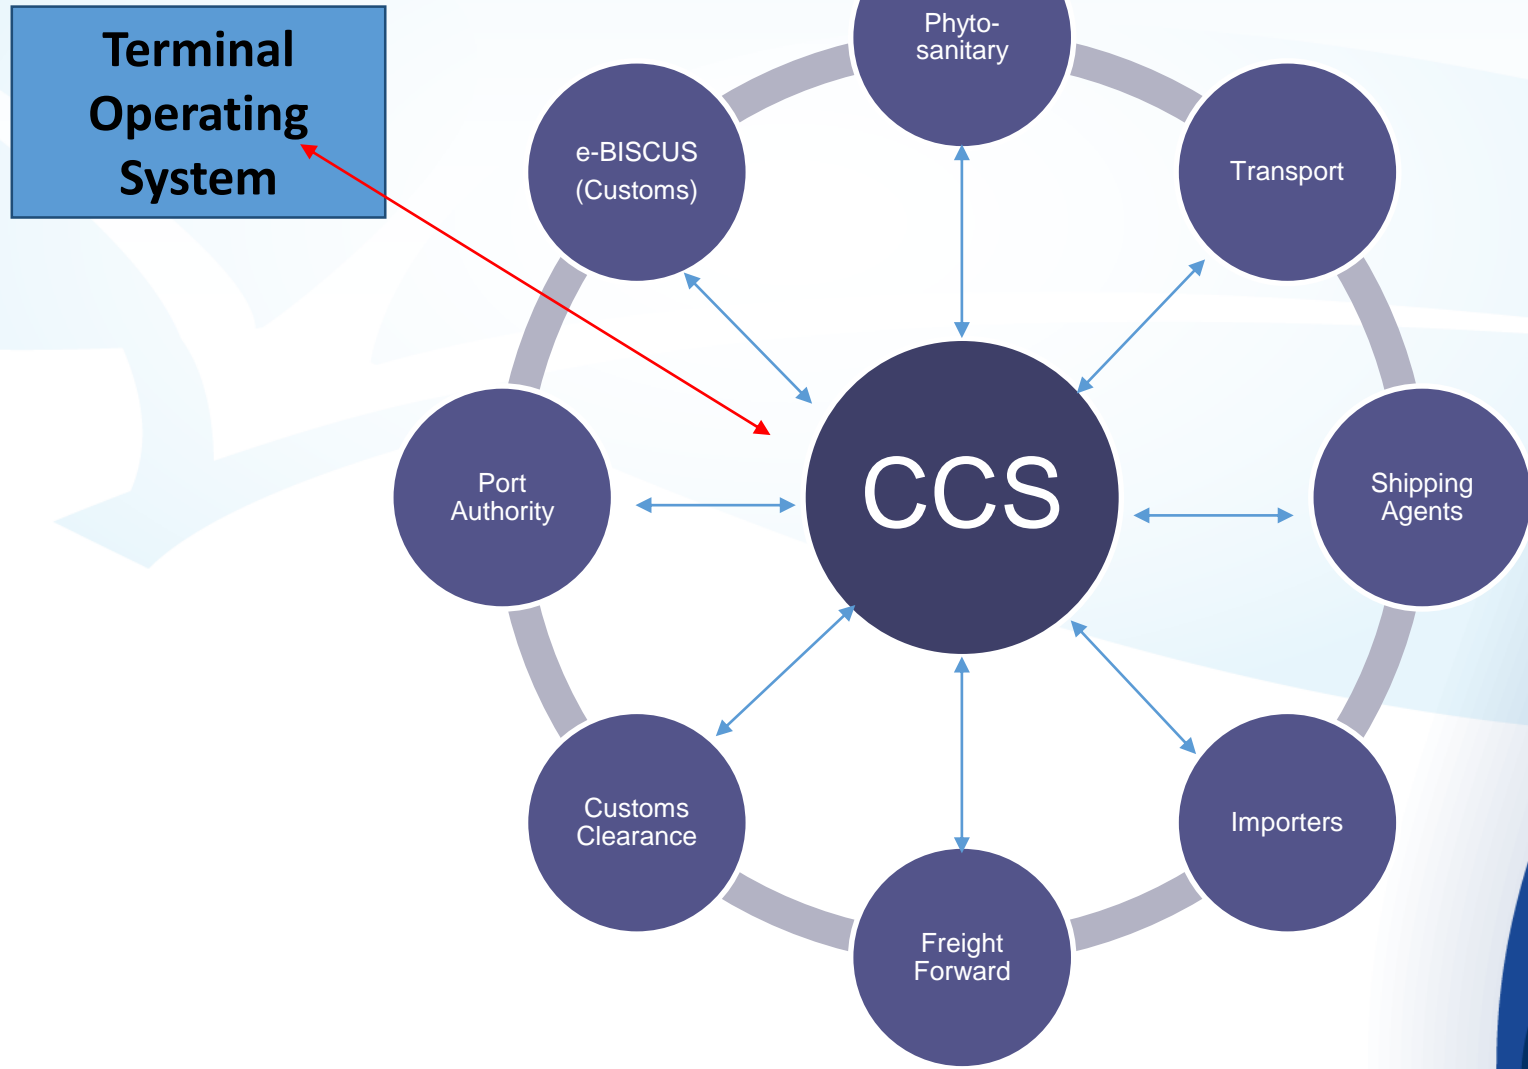 Terminal
Operating
System
Phyto-
sanitary
e-BISCUS
(Customs)
Transport
Port
Authority
CCS
Shipping
Agents
Customs
Clearance
Importers
Freight
Forward